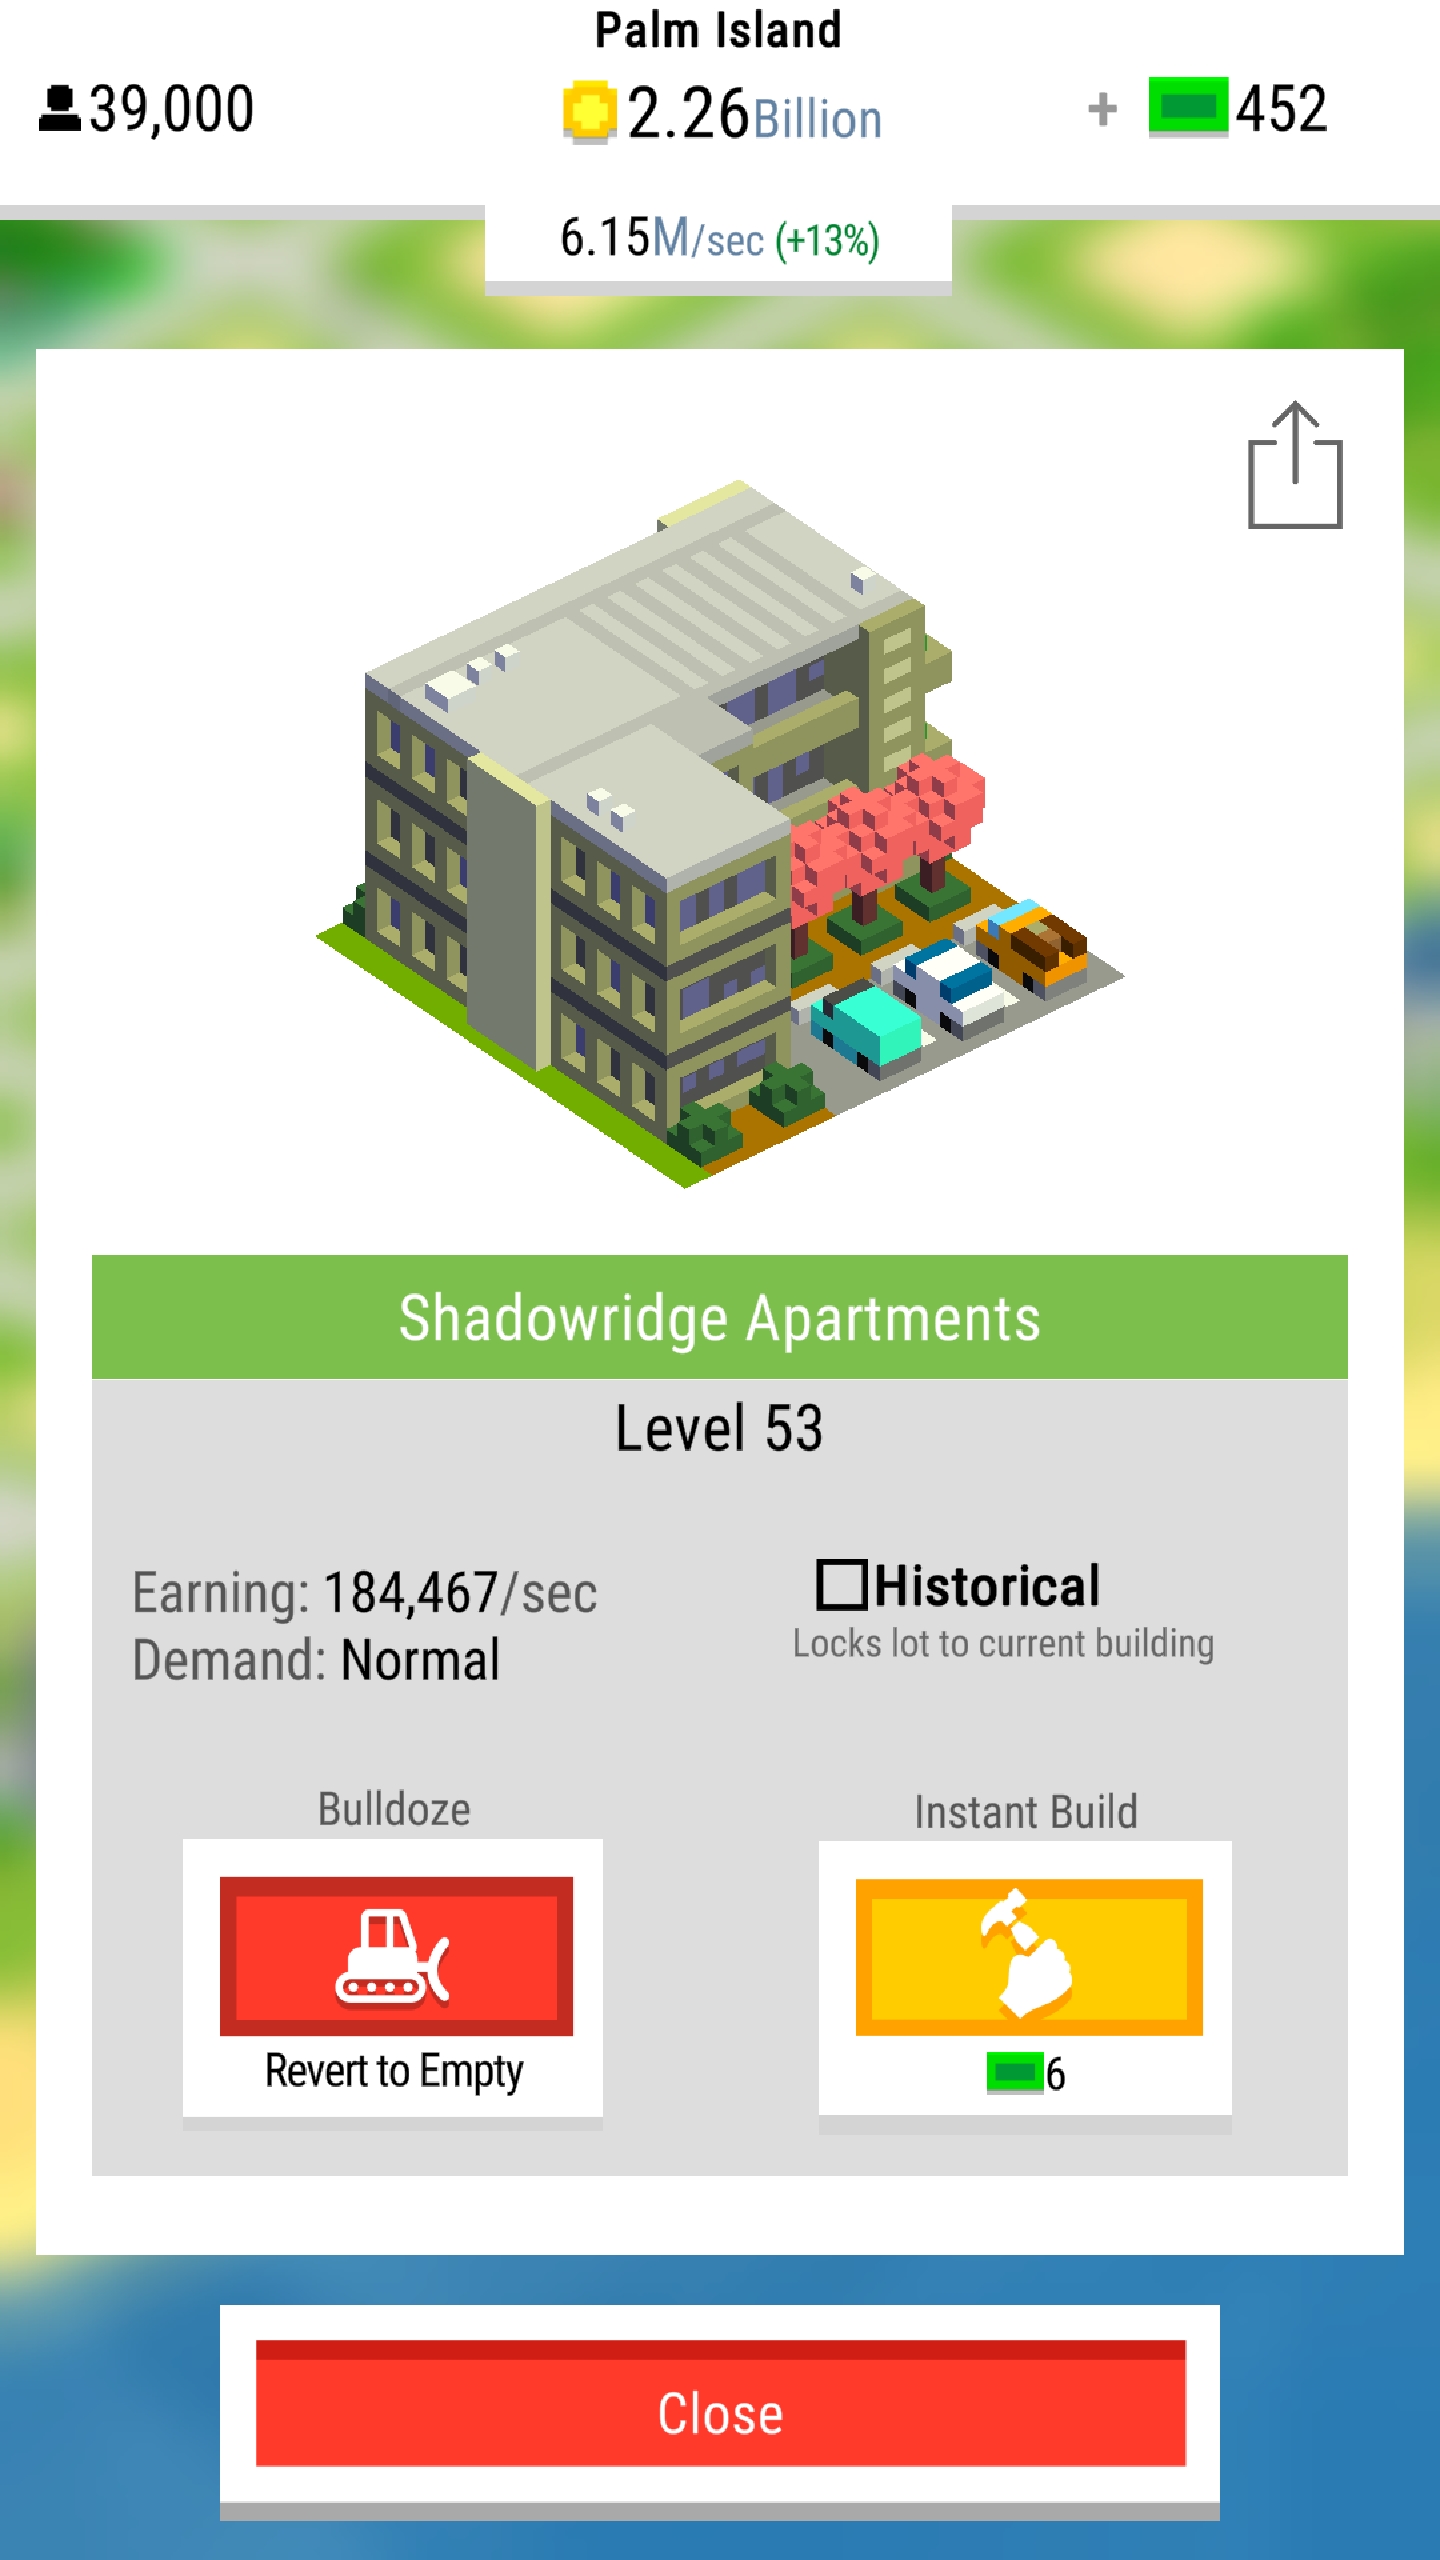 Palm Island
39,000
2.26Billion
+ 452
6.15M/sec (+13%)
Shadowridge Apartments
Level 53
Earning: 184,467/sec
Demand: Normal
Historical
Locks lot to current building
Bulldoze
Revert to Empty
Instant Build
6
Close